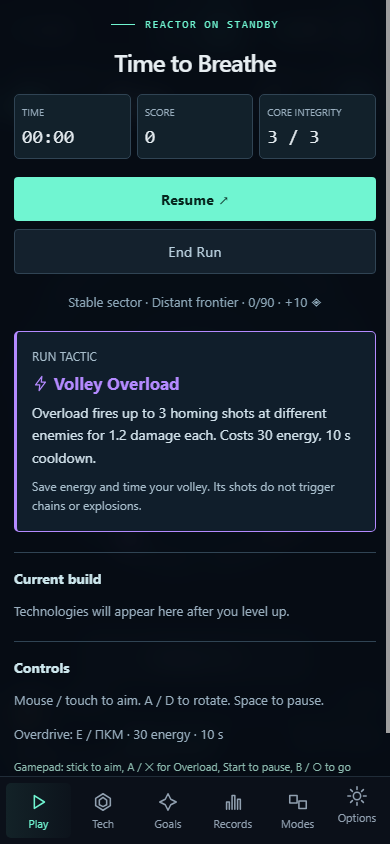 REACTOR ON STANDBY
Time to Breathe
TIME
00:00
SCORE
0
CORE INTEGRITY
3 / 3
Resume ↗
End Run
Stable sector · Distant frontier · 0/90 · +10 ◈
RUN TACTIC
Volley Overload
Overload fires up to 3 homing shots at different
enemies for 1.2 damage each. Costs 30 energy, 10 s
cooldown.
Save energy and time your volley. Its shots do not trigger
chains or explosions.
Current build
Technologies will appear here after you level up.
Controls
Mouse / touch to aim. A / D to rotate. Space to pause.
Overdrive: E / ПКМ · 30 energy · 10 s
Gamepad: stick to aim, A / ✕ for Overload, Start to pause, B / ○ to go
Play
Tech
Goals
Records
Modes
Options